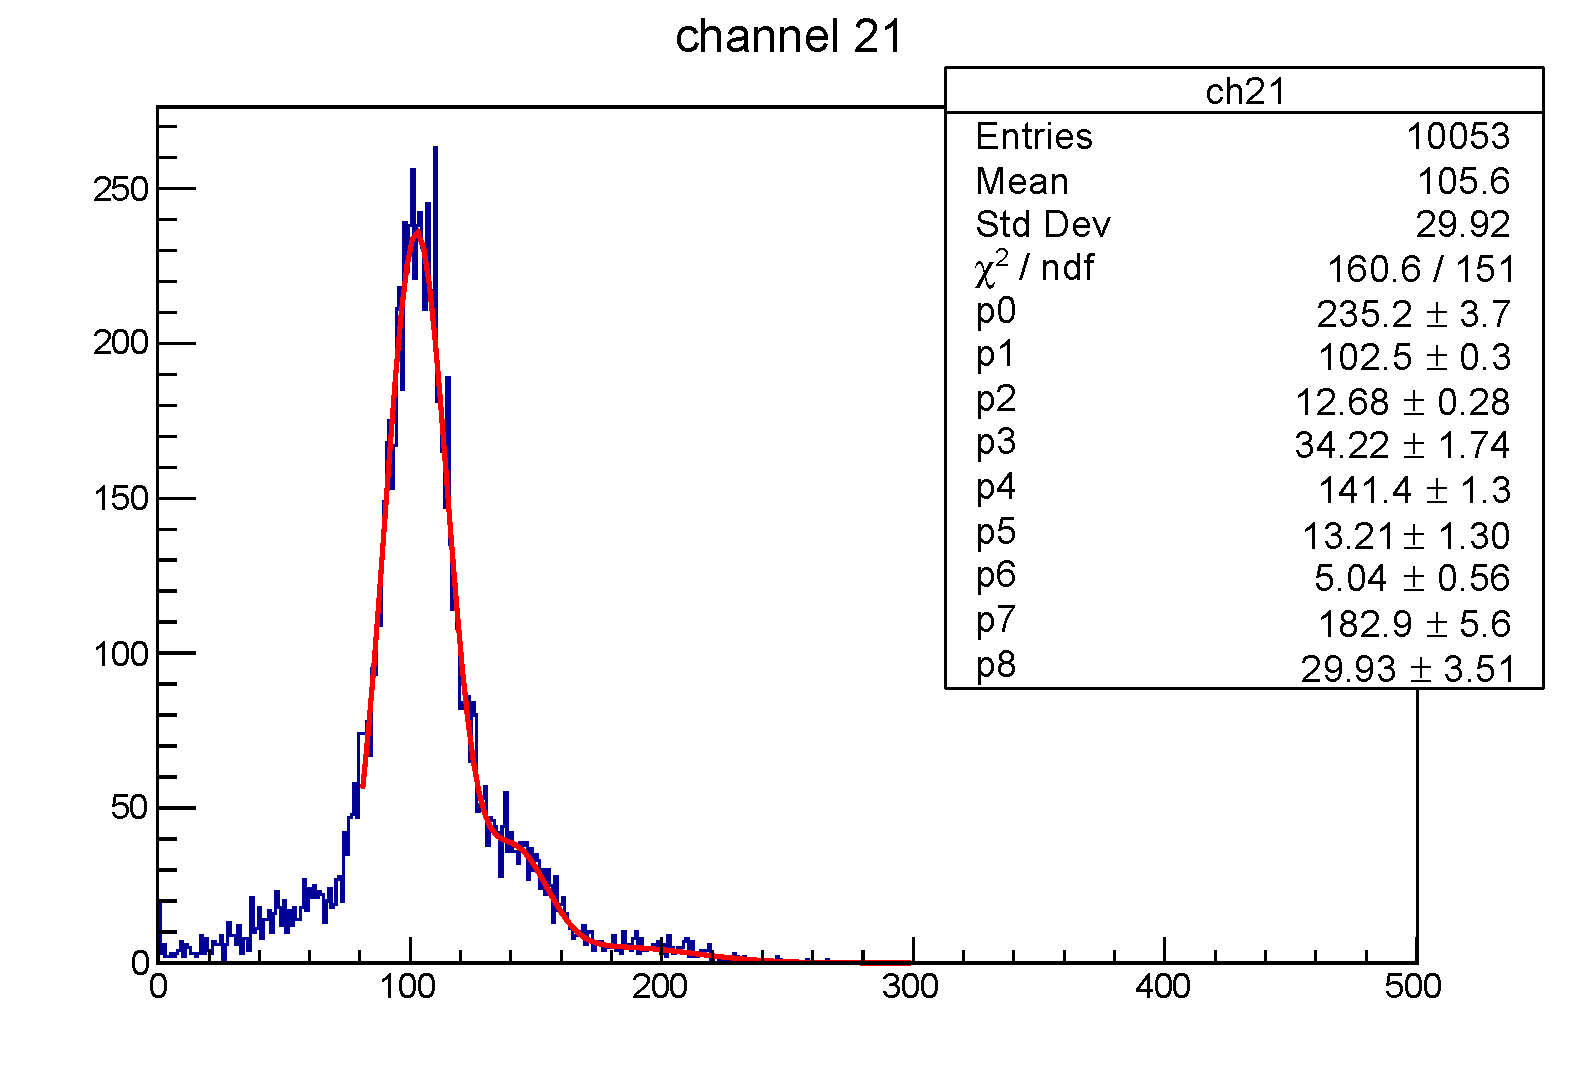 channel 21
ch21
Entries 10053
Mean 105.6
Std Dev 29.92
χ² / ndf 160.6 / 151
p0 235.2 ± 3.7
p1 102.5 ± 0.3
p2 12.68 ± 0.28
p3 34.22 ± 1.74
p4 141.4 ± 1.3
p5 13.21 ± 1.30
p6 5.04 ± 0.56
p7 182.9 ± 5.6
p8 29.93 ± 3.51
250
200
150
100
50
0
0 100 200 300 400 500